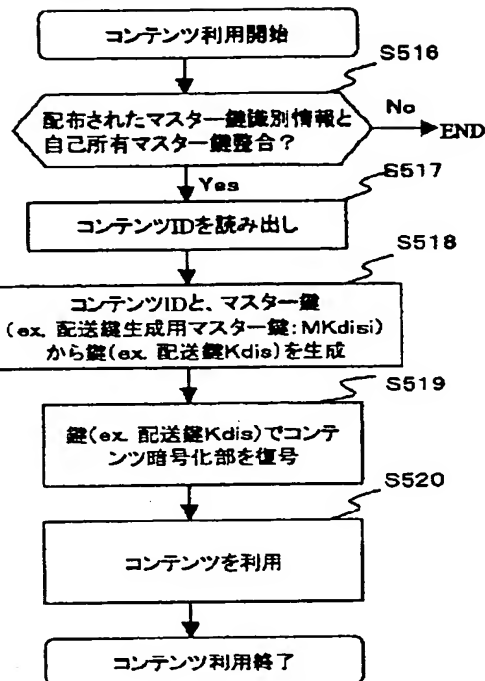 コンテンツ利用開始
S516
配布されたマスター鍵識別情報と
自己所有マスター鍵整合？
No
END
Yes
S517
コンテンツIDを読み出し
S518
コンテンツIDと、マスター鍵
(ex. 配送鍵生成用マスター鍵:MKdisi)
から鍵(ex. 配送鍵Kdis)を生成
S519
鍵(ex. 配送鍵Kdis)でコンテ
ンツ暗号化部を復号
S520
コンテンツを利用
コンテンツ利用終了